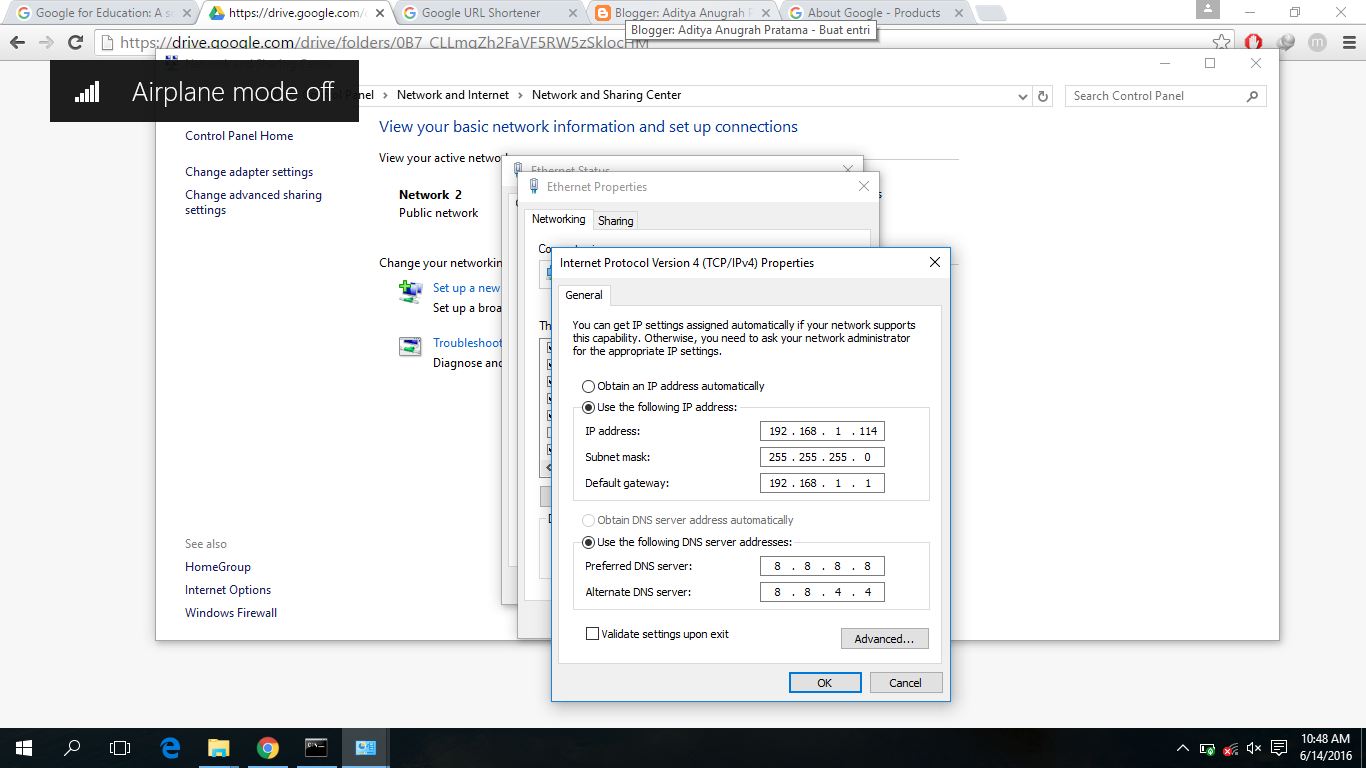 Google for Education: A s
https://drive.google.com/
Google URL Shortener
Blogger: Aditya Anugrah P
About Google - Products
Blogger: Aditya Anugrah Pratama - Buat entri
https://drive.google.com/drive/folders/0B7_CLLmqZh2FaVF5RW5zSklocHM
Airplane mode off
Panel > Network and Internet > Network and Sharing Center
Search Control Panel
Control Panel Home
Change adapter settings
Change advanced sharing
settings
See also
HomeGroup
Internet Options
Windows Firewall
View your basic network information and set up connections
View your active networ
Network 2
Public network
Change your networkin
Set up a new
Set up a broa
Troubleshoot
Diagnose and
Ethernet Status
Ethernet Properties
Networking
Sharing
Internet Protocol Version 4 (TCP/IPv4) Properties
General
You can get IP settings assigned automatically if your network supports
this capability. Otherwise, you need to ask your network administrator
for the appropriate IP settings.
Obtain an IP address automatically
Use the following IP address:
IP address: 192 . 168 . 1 . 114
Subnet mask: 255 . 255 . 255 . 0
Default gateway: 192 . 168 . 1 . 1
Obtain DNS server address automatically
Use the following DNS server addresses:
Preferred DNS server: 8 . 8 . 8 . 8
Alternate DNS server: 8 . 8 . 4 . 4
Validate settings upon exit
Advanced...
OK
Cancel
10:48 AM
6/14/2016